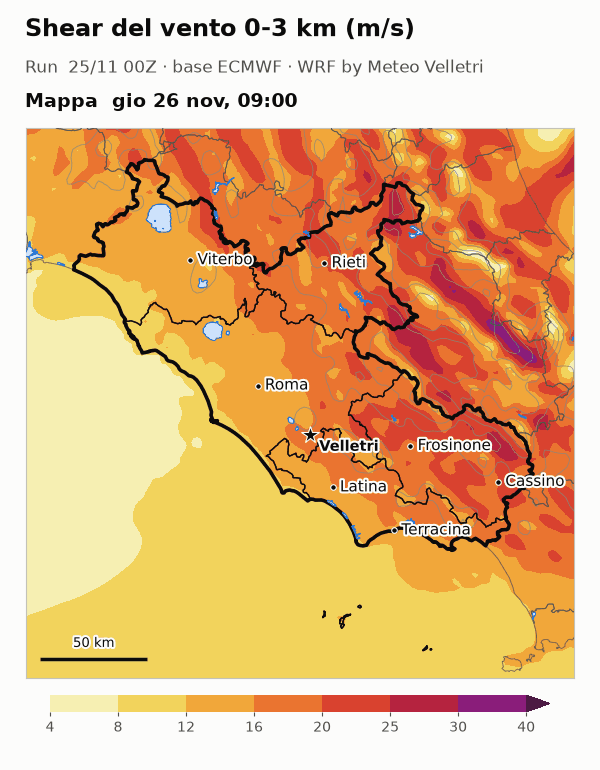 Shear del vento 0-3 km (m/s)
Run  25/11 00Z · base ECMWF · WRF by Meteo Velletri
Mappa  gio 26 nov, 09:00
Viterbo
Rieti
Roma
Velletri
Frosinone
Cassino
Latina
Terracina
50 km
4 8 12 16 20 25 30 40